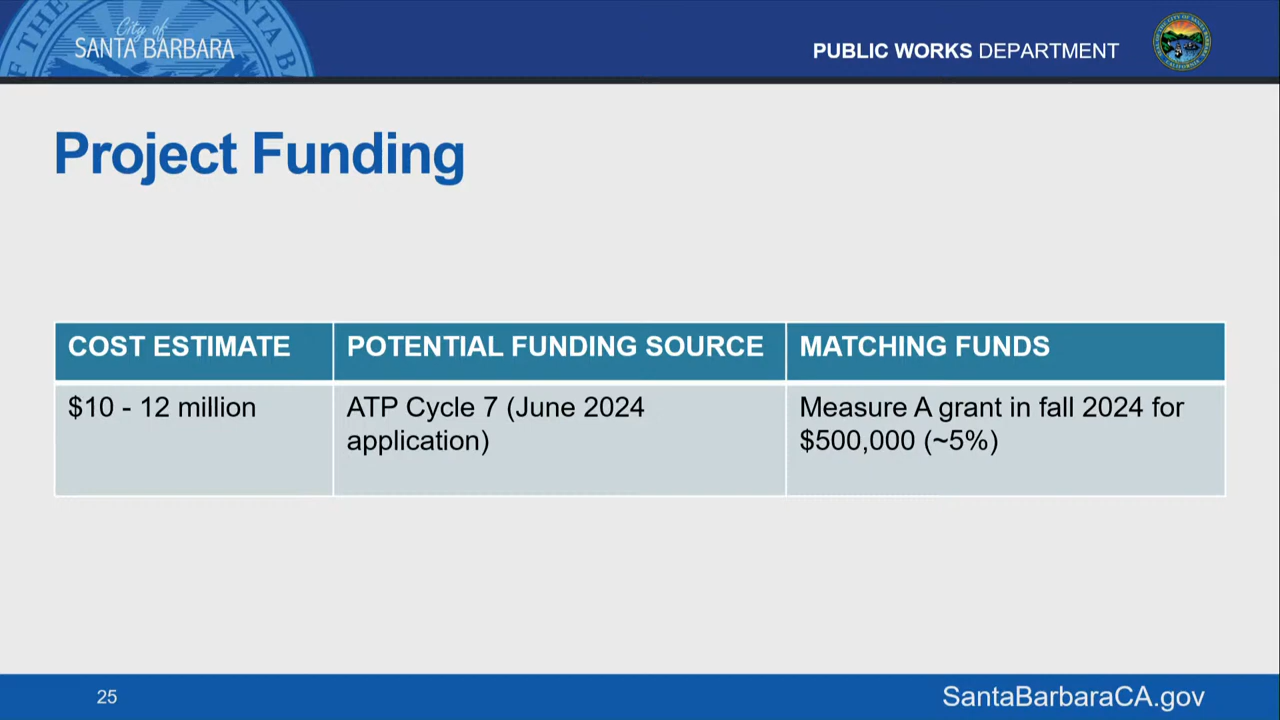 City of
SANTA BARBARA
PUBLIC WORKS DEPARTMENT
Project Funding
COST ESTIMATE
POTENTIAL FUNDING SOURCE
MATCHING FUNDS
$10 - 12 million
ATP Cycle 7 (June 2024
application)
Measure A grant in fall 2024 for
$500,000 (~5%)
25
SantaBarbaraCA.gov